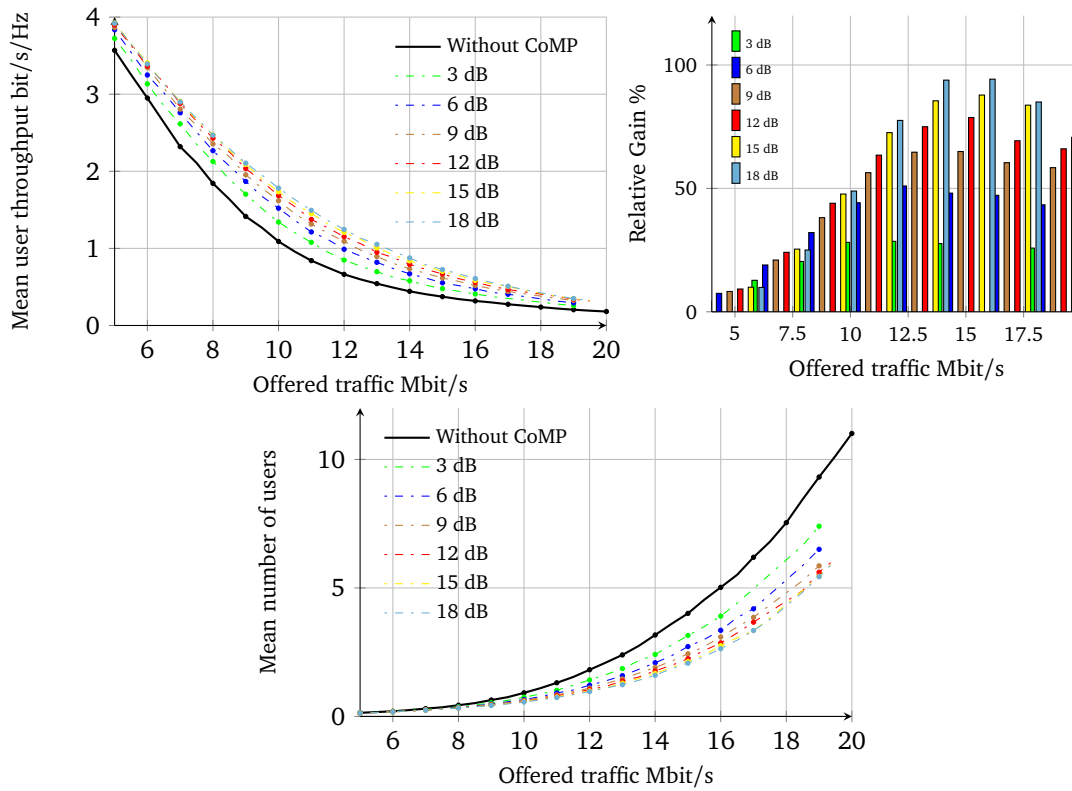 Mean user throughput bit/s/Hz
4
3
2
1
0
6 8 10 12 14 16 18 20
Offered traffic Mbit/s
Without CoMP
3 dB
6 dB
9 dB
12 dB
15 dB
18 dB
Relative Gain %
100
50
0
5 7.5 10 12.5 15 17.5
Offered traffic Mbit/s
3 dB
6 dB
9 dB
12 dB
15 dB
18 dB
Mean number of users
10
5
0
6 8 10 12 14 16 18 20
Offered traffic Mbit/s
Without CoMP
3 dB
6 dB
9 dB
12 dB
15 dB
18 dB